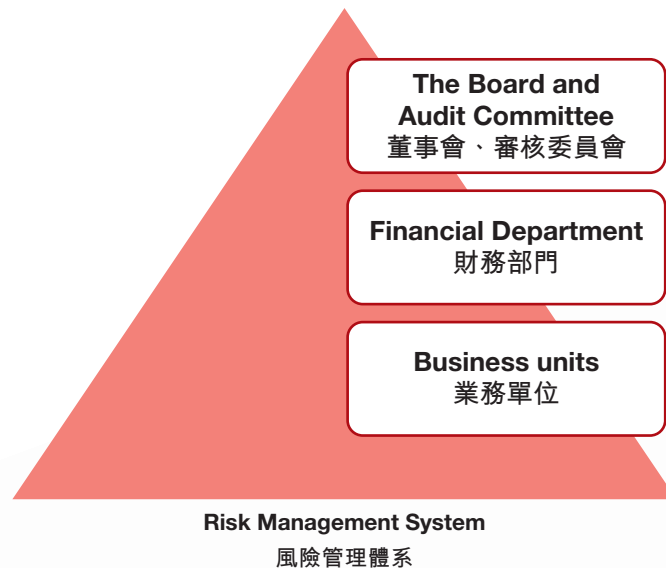 The Board and
Audit Committee
董事會、審核委員會
Financial Department
財務部門
Business units
業務單位
Risk Management System
風險管理體系